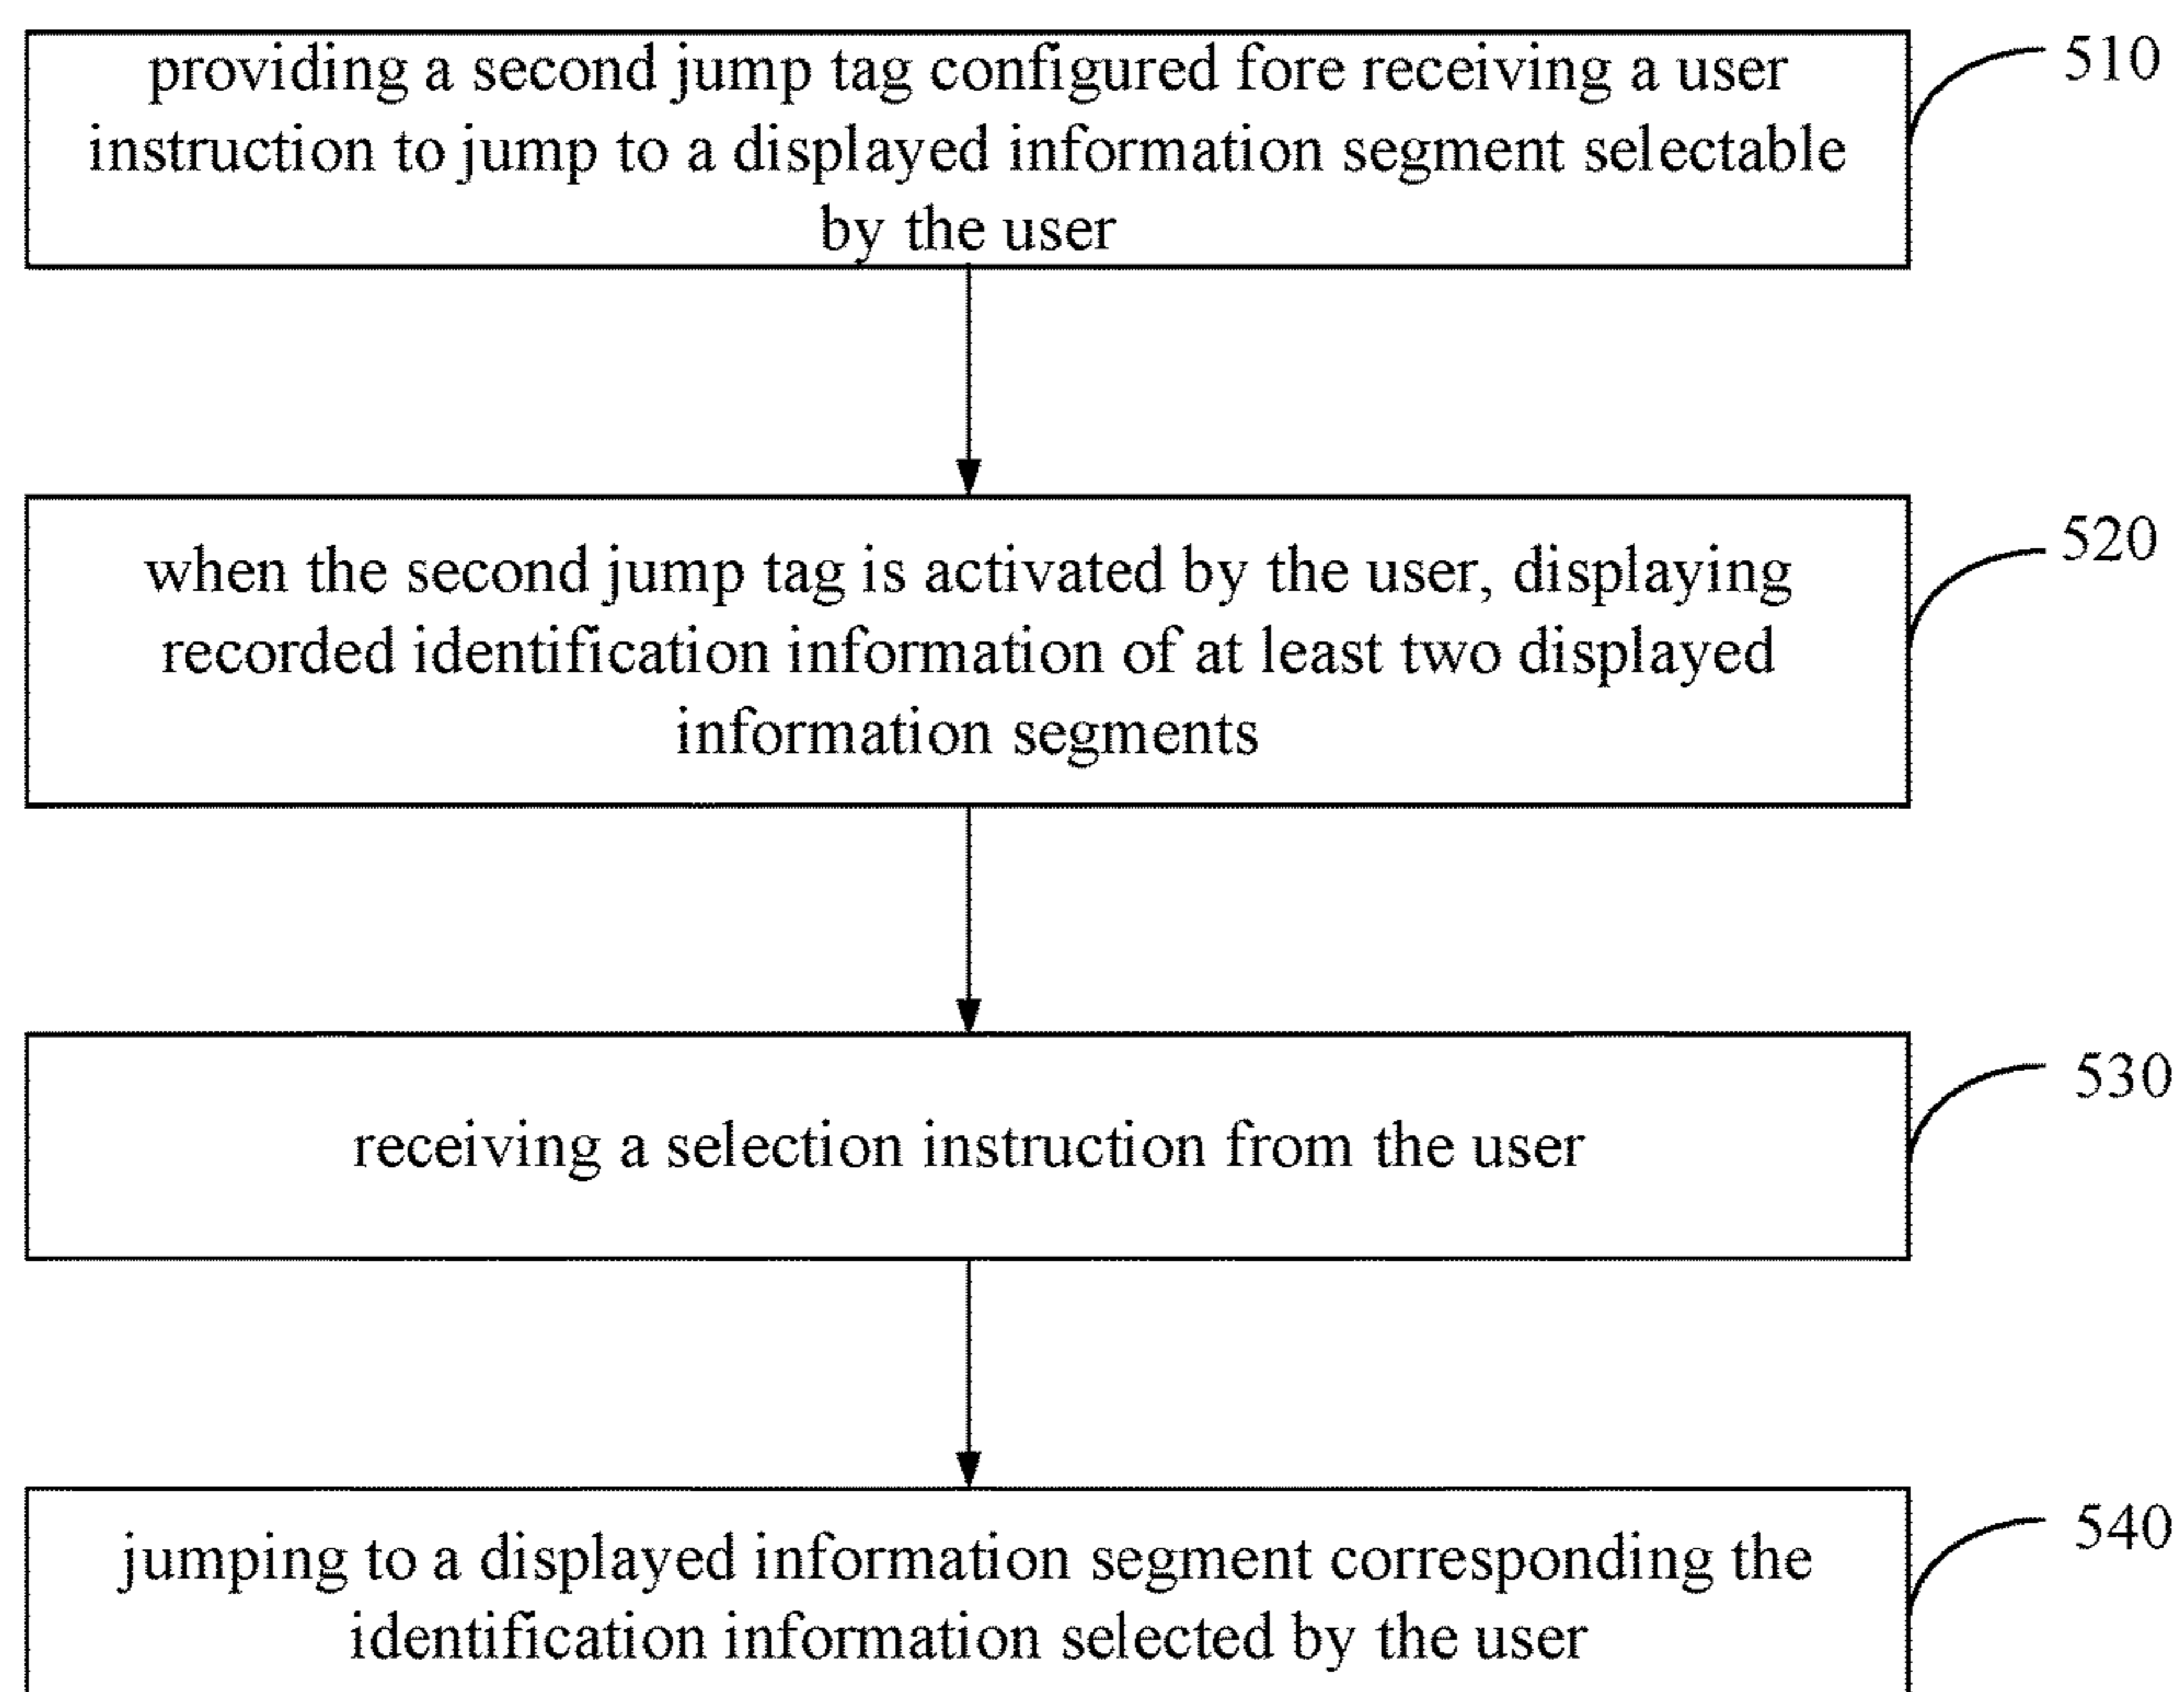 providing a second jump tag configured fore receiving a user
instruction to jump to a displayed information segment selectable
by the user
510
when the second jump tag is activated by the user, displaying
recorded identification information of at least two displayed
information segments
520
receiving a selection instruction from the user
530
jumping to a displayed information segment corresponding the
identification information selected by the user
540